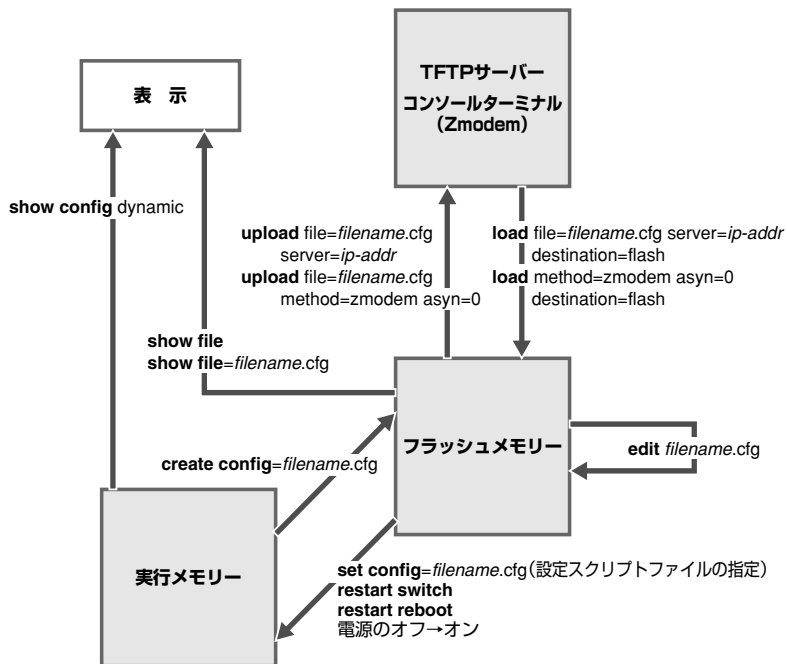 TFTPサーバー
コンソールターミナル
（Zmodem）
表 示
show config dynamic
upload file=filename.cfg
server=ip-addr
upload file=filename.cfg
method=zmodem asyn=0
load file=filename.cfg server=ip-addr
destination=flash
load method=zmodem asyn=0
destination=flash
show file
show file=filename.cfg
フラッシュメモリー
edit filename.cfg
create config=filename.cfg
実行メモリー
set config=filename.cfg（設定スクリプトファイルの指定）
restart switch
restart reboot
電源のオフ→オン